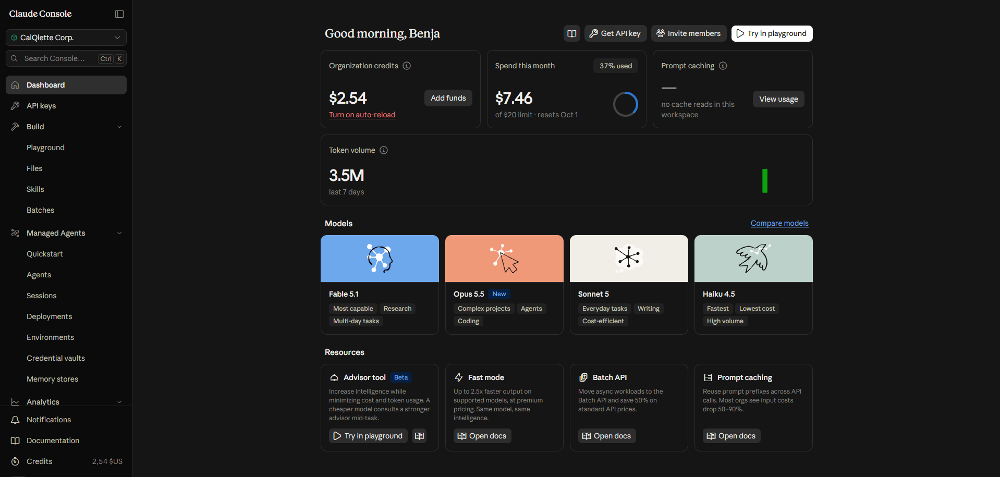 Claude Console
CalQlette Corp.
Search Console... Ctrl K
Dashboard
API keys
Build
Playground
Files
Skills
Batches
Managed Agents
Quickstart
Agents
Sessions
Deployments
Environments
Credential vaults
Memory stores
Analytics
Notifications
Documentation
Credits 2,54 $US
Good morning, Benja
Get API key
Invite members
Try in playground
Organization credits
$2.54
Turn on auto-reload
Add funds
Spend this month
37% used
$7.46
of $20 limit · resets Oct 1
Prompt caching
—
no cache reads in this
workspace
View usage
Token volume
3.5M
last 7 days
Models
Compare models
Fable 5.1
Most capable Research
Multi-day tasks
Opus 5.5 New
Complex projects Agents
Coding
Sonnet 5
Everyday tasks Writing
Cost-efficient
Haiku 4.5
Fastest Lowest cost
High volume
Resources
Advisor tool Beta
Increase intelligence while
minimizing cost and token usage. A
cheaper model consults a stronger
advisor mid-task.
Try in playground
Fast mode
Up to 2.5x faster output on
supported models, at premium
pricing. Same model, same
intelligence.
Open docs
Batch API
Move async workloads to the
Batch API and save 50% on
standard API prices.
Open docs
Prompt caching
Reuse prompt prefixes across API
calls. Most orgs see input costs
drop 50-90%.
Open docs